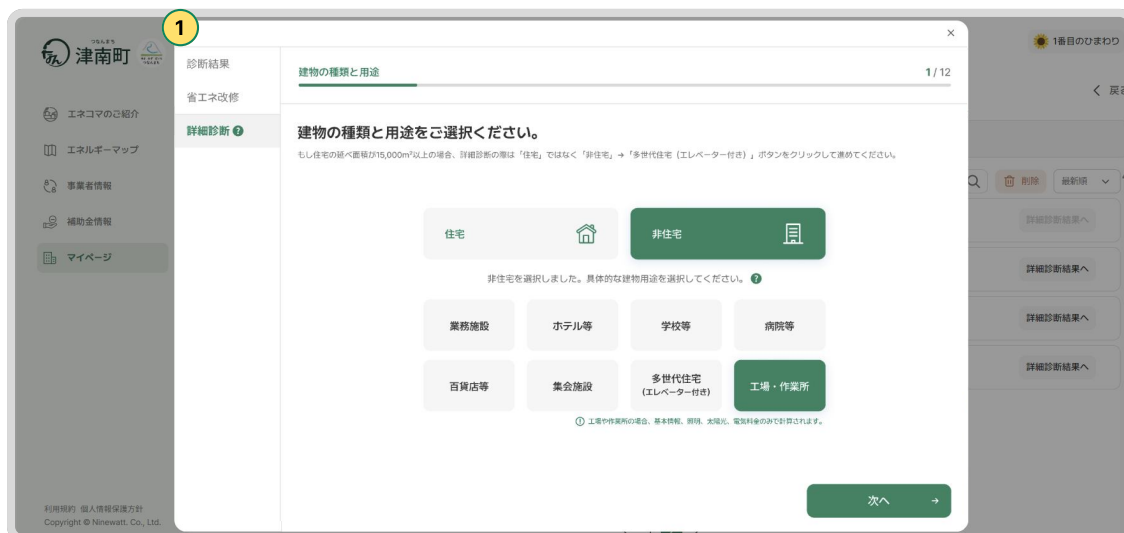 1
つなんまち
津南町
エネコマのご紹介
エネルギーマップ
事業者情報
補助金情報
マイページ
利用規約 個人情報保護方針
Copyright © Ninewatt. Co., Ltd.
診断結果
省エネ改修
詳細診断 ?
×
建物の種類と用途
1 / 12
建物の種類と用途をご選択ください。
もし住宅の延べ面積が15,000m²以上の場合、詳細診断の際は「住宅」ではなく「非住宅」→「多世代住宅（エレベーター付き）」ボタンをクリックして進めてください。
住宅
非住宅
非住宅を選択しました。具体的な建物用途を選択してください。 ?
業務施設
ホテル等
学校等
病院等
百貨店等
集会施設
多世代住宅
(エレベーター付き)
工場・作業所
工場や作業所の場合、基本情報、照明、太陽光、電気料金のみで計算されます。
次へ →
1番目のひまわり
戻
削除
最新順
詳細診断結果へ
詳細診断結果へ
詳細診断結果へ
詳細診断結果へ